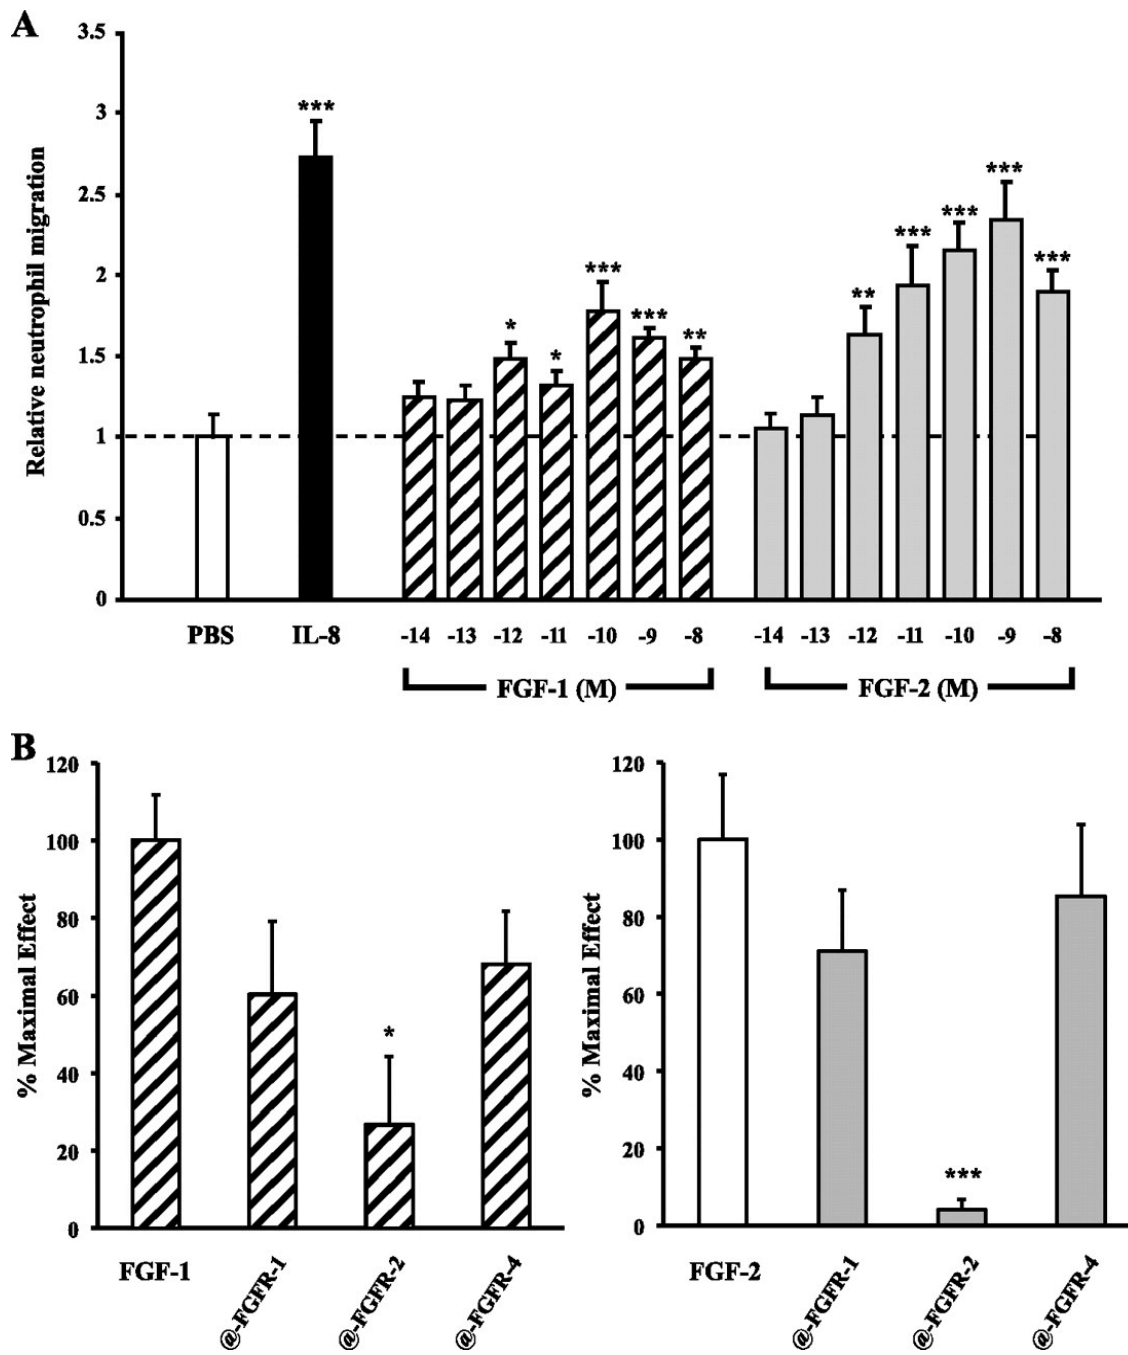 A
3.5
3
2.5
2
1.5
1
0.5
0
Relative neutrophil migration
***
* * *** *** **
** *** *** *** ***
PBS IL-8 -14 -13 -12 -11 -10 -9 -8 -14 -13 -12 -11 -10 -9 -8
FGF-1 (M) FGF-2 (M)
B
120
100
80
60
40
20
0
% Maximal Effect
*
FGF-1 @-FGFR-1 @-FGFR-2 @-FGFR-4
120
100
80
60
40
20
0
% Maximal Effect
***
FGF-2 @-FGFR-1 @-FGFR-2 @-FGFR-4